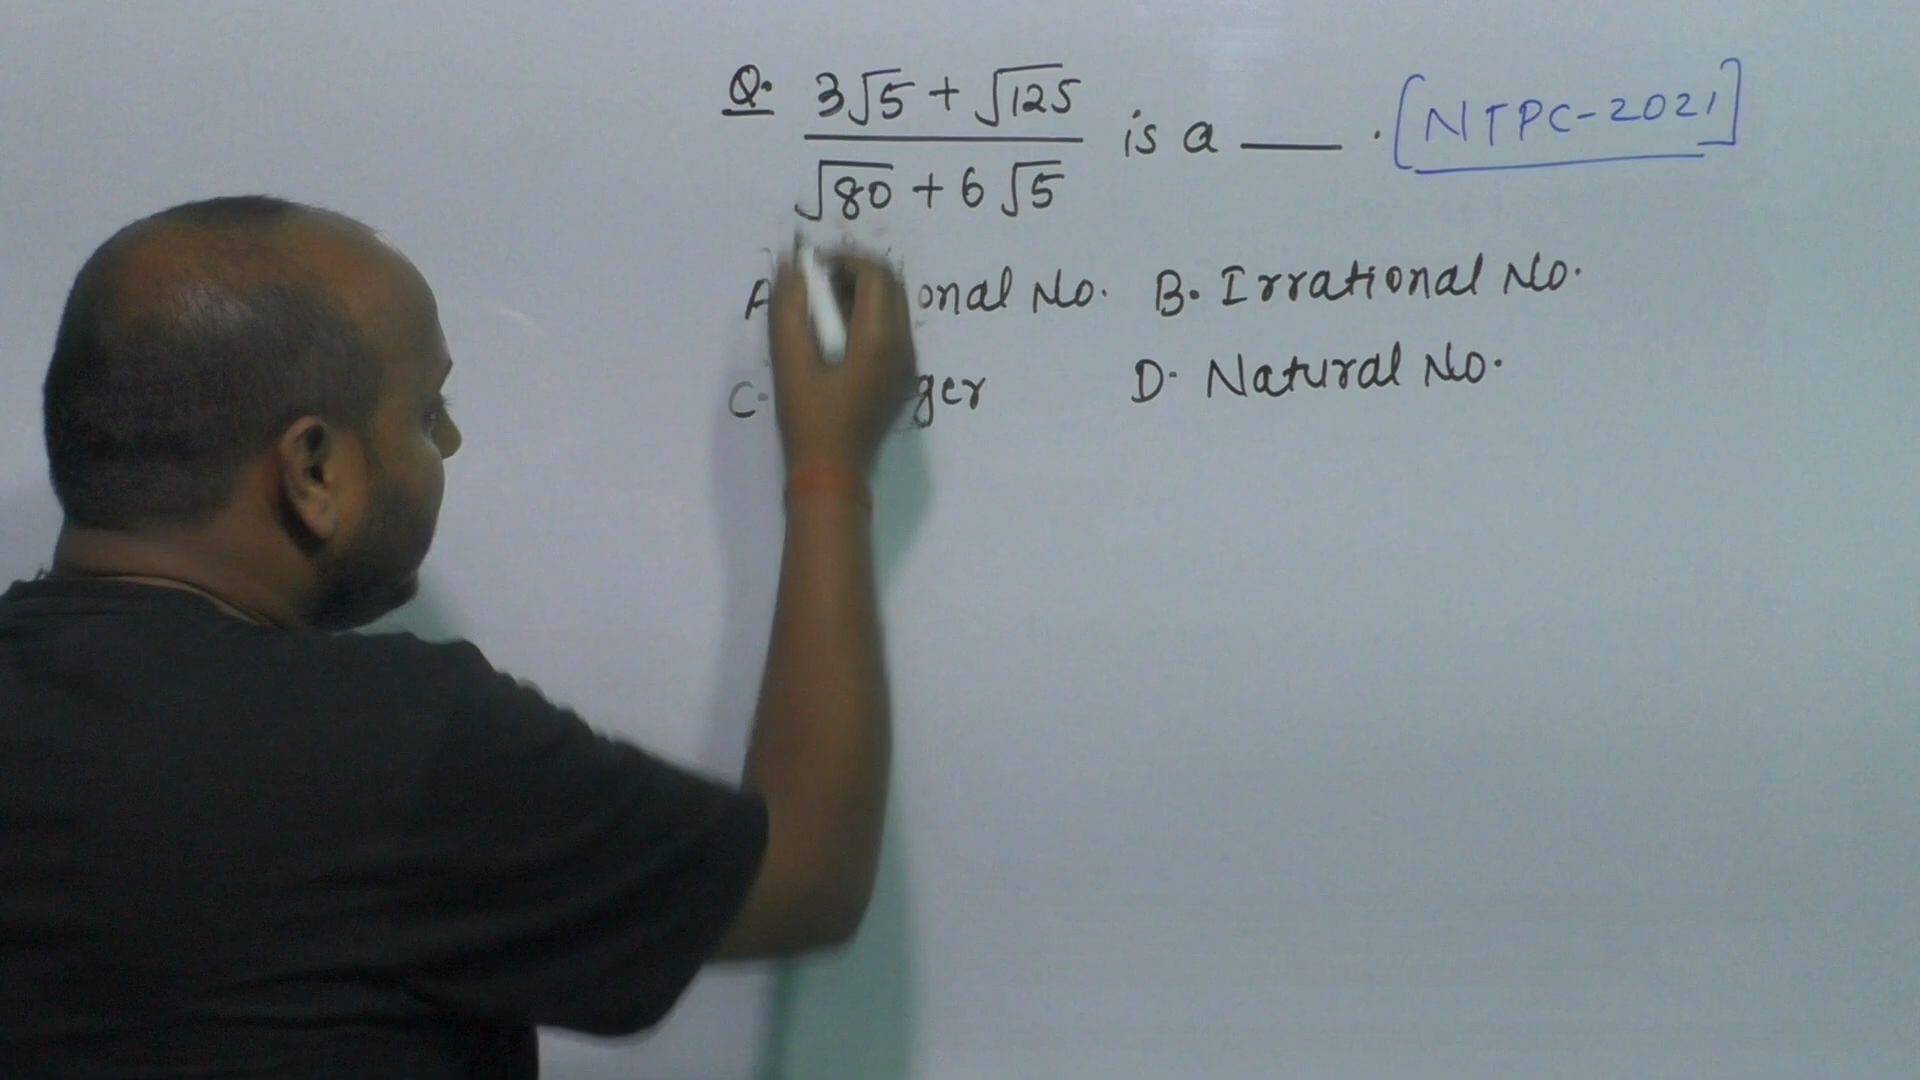 Q. 3√5 + √125 is a ___ . [NTPC-2021]
√80 + 6√5
A onal No. B. Irrational No.
C. ger D. Natural No.